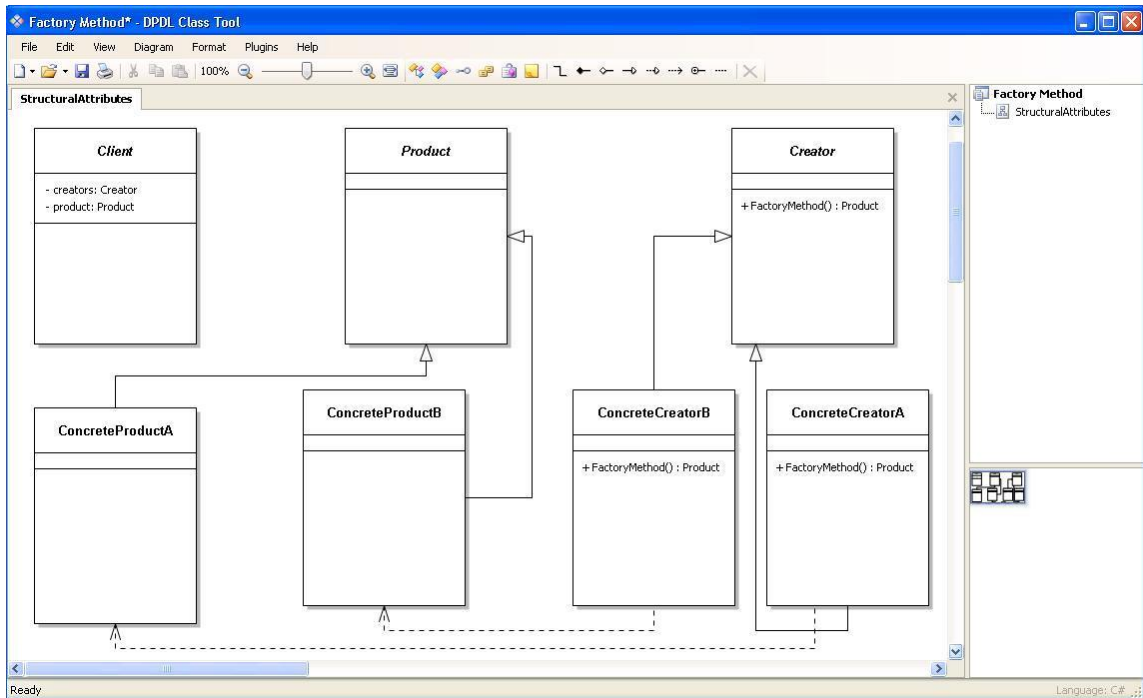 Factory Method* - DPDL Class Tool
File Edit View Diagram Format Plugins Help
100%
StructuralAttributes
Factory Method
StructuralAttributes
Client
- creators: Creator
- product: Product
Product
Creator
+ FactoryMethod() : Product
ConcreteProductA
ConcreteProductB
ConcreteCreatorB
+ FactoryMethod() : Product
ConcreteCreatorA
+ FactoryMethod() : Product
Ready
Language: C#